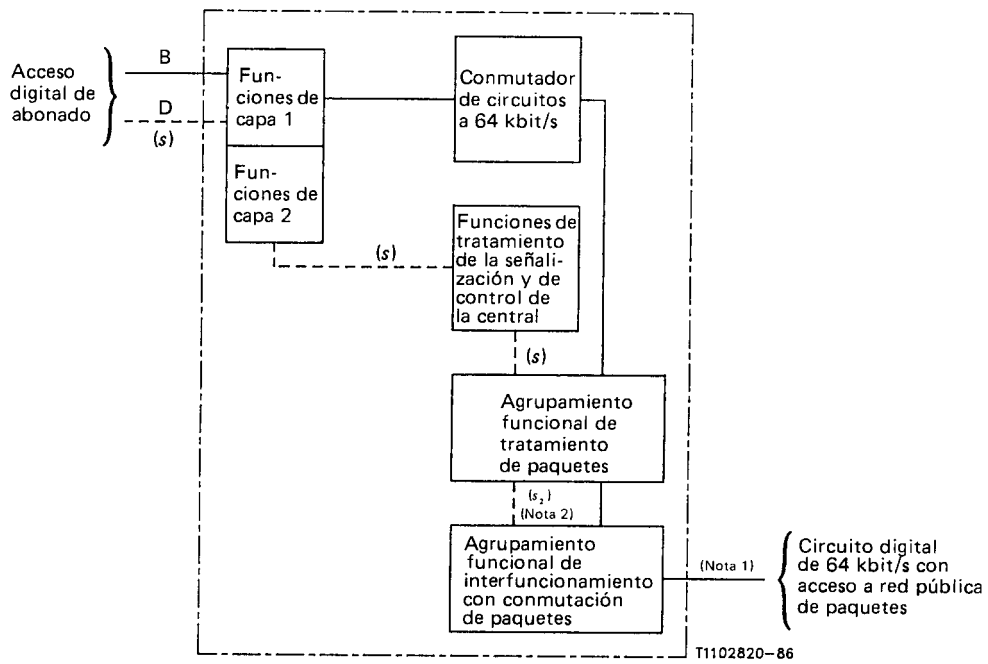 Acceso
digital de
abonado
B
D
(s)
Fun-
ciones de
capa 1
Fun-
ciones de
capa 2
Conmutador
de circuitos
a 64 kbit/s
(s)
Funciones de
tratamiento
de la señali-
zación y de
control de
la central
(s)
Agrupamiento
funcional de
tratamiento
de paquetes
(s₂)
(Nota 2)
Agrupamiento
funcional de
interfuncionamiento
con conmutación
de paquetes
(Nota 1)
Circuito digital
de 64 kbit/s con
acceso a red pública
de paquetes
T1102820-86